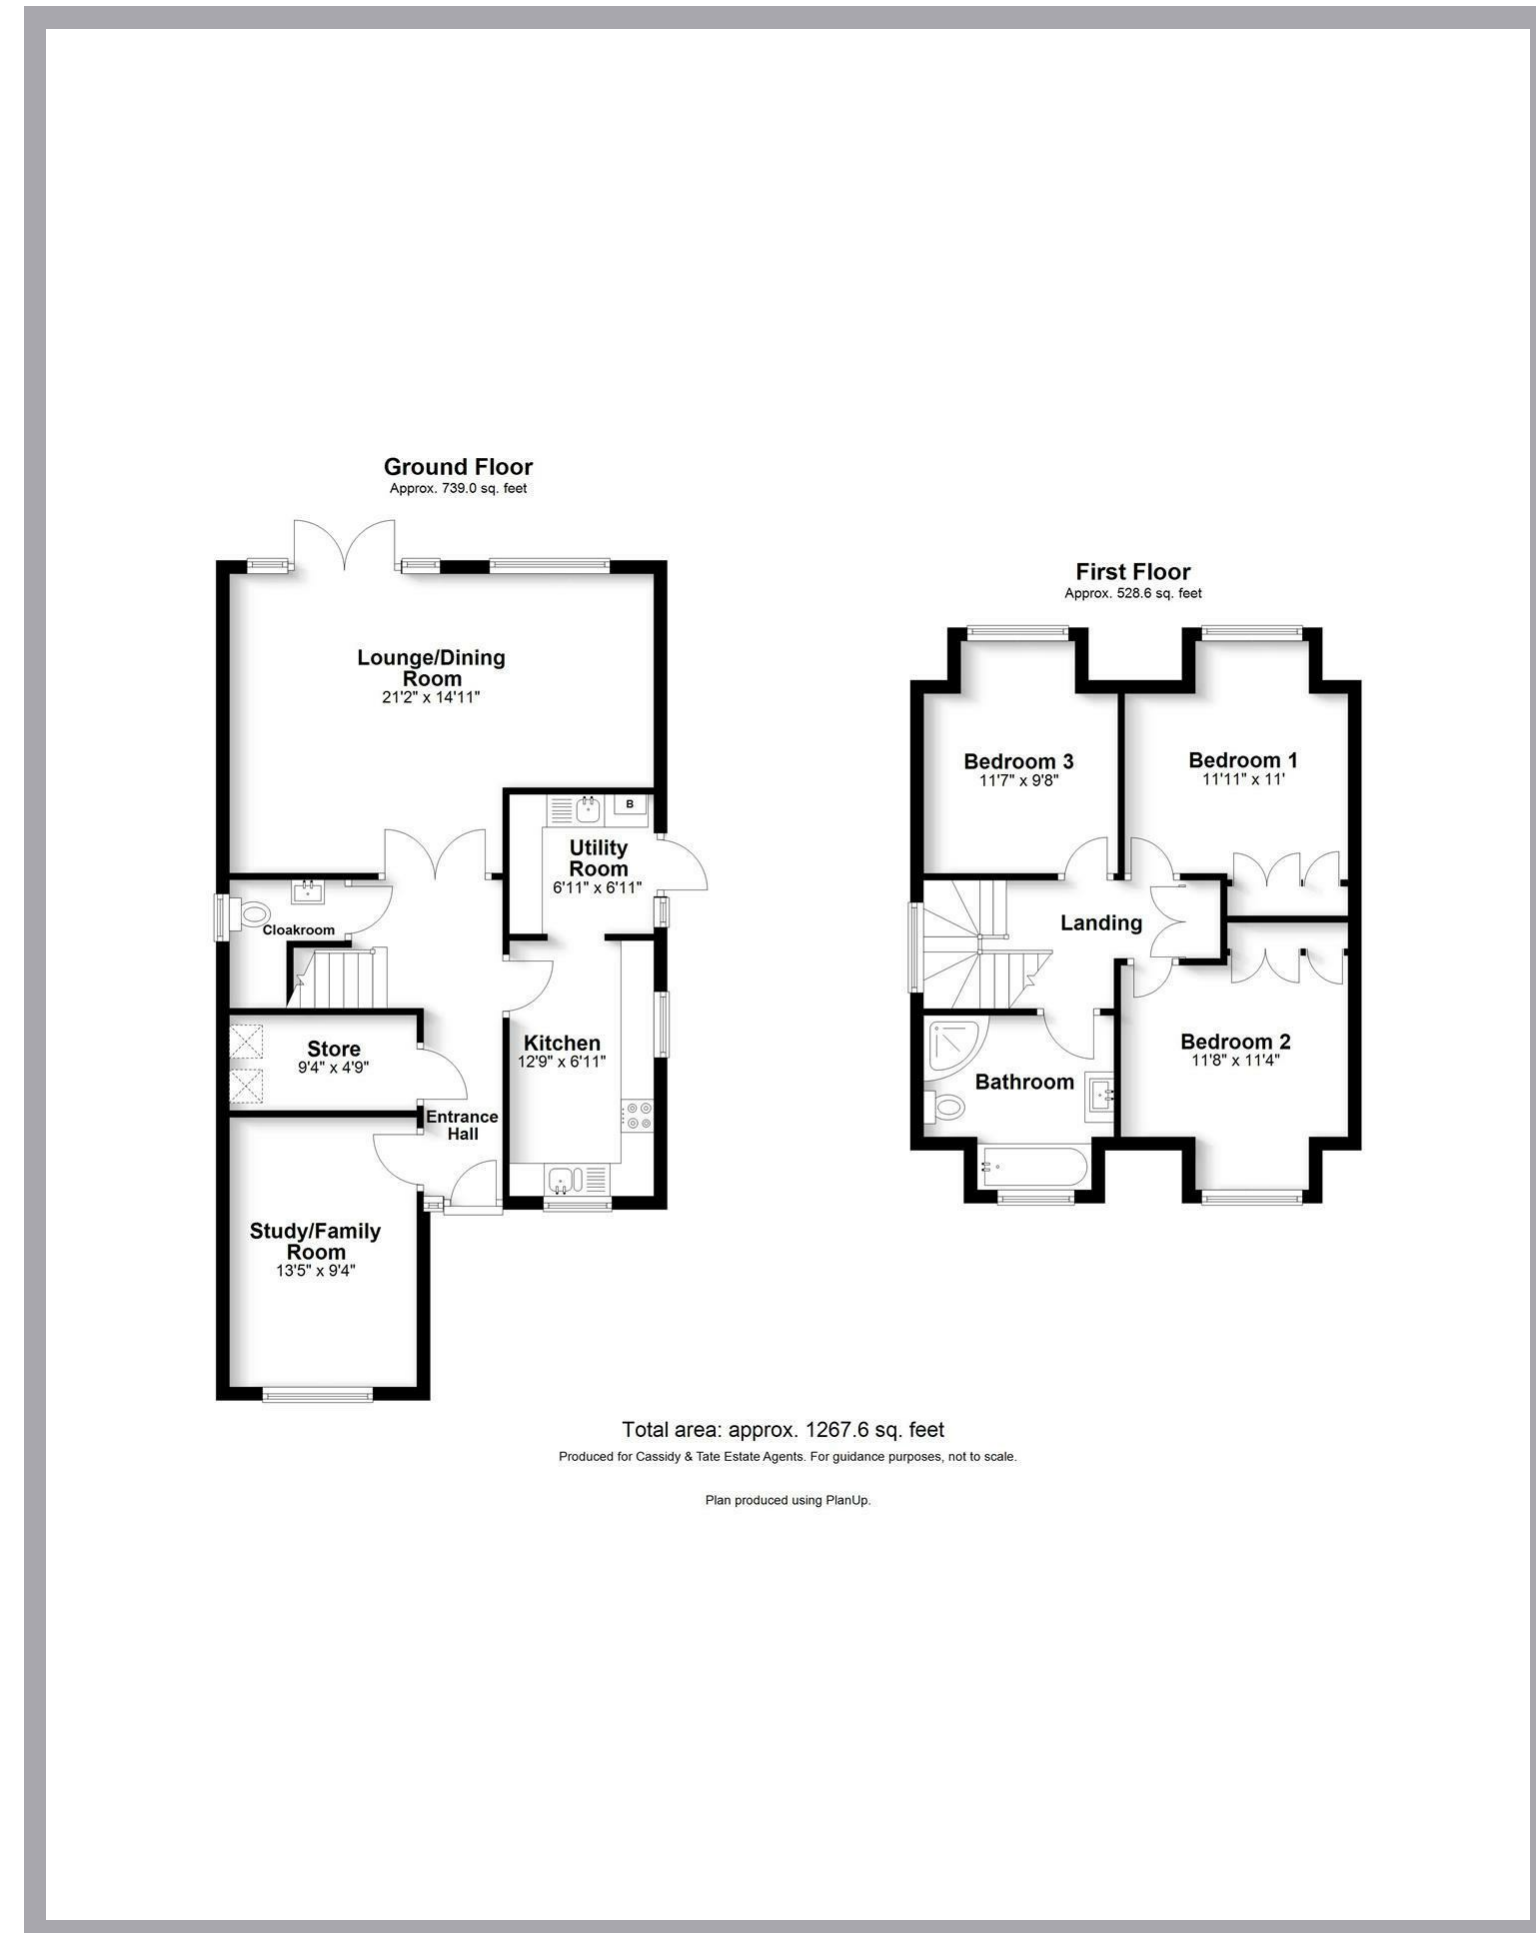 Ground Floor
Approx. 739.0 sq. feet
Lounge/Dining
Room
21'2" x 14'11"
B
Utility
Room
6'11" x 6'11"
Cloakroom
Store
9'4" x 4'9"
Kitchen
12'9" x 6'11"
Entrance
Hall
Study/Family
Room
13'5" x 9'4"
First Floor
Approx. 528.6 sq. feet
Bedroom 3
11'7" x 9'8"
Bedroom 1
11'11" x 11'
Landing
Bedroom 2
11'8" x 11'4"
Bathroom
Total area: approx. 1267.6 sq. feet
Produced for Cassidy & Tate Estate Agents. For guidance purposes, not to scale.
Plan produced using PlanUp.